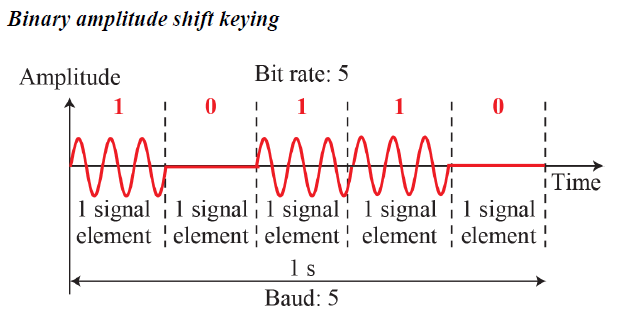 Binary amplitude shift keying
Amplitude
Bit rate: 5
1 0 1 1 0
Time
1 signal 1 signal 1 signal 1 signal 1 signal
element element element element element
1 s
Baud: 5